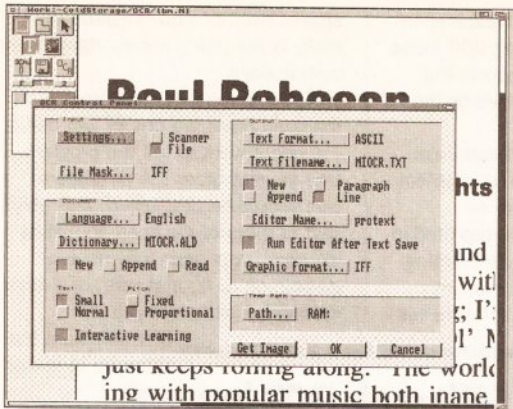 Work:-ColdStorage/OCR/ibm.NI
OCR
Paul Robeson
OCR Control Panel
Input
Settings...
Scanner
File
File Mask...
IFF
Document
Language...
English
Dictionary...
MIOCR.ALD
New
Append
Read
Text
Pitch
Small
Fixed
Normal
Proportional
Interactive Learning
Output
Text Format...
ASCII
Text Filename...
MIOCR.TXT
New
Paragraph
Append
Line
Editor Name...
protext
Run Editor After Text Save
Graphic Format...
IFF
Temp Path
Path...
RAM:
Get Image
OK
Cancel
hts
and
with
g; I'
Ol' M
just keeps rolling along." The world
ing with popular music both inane